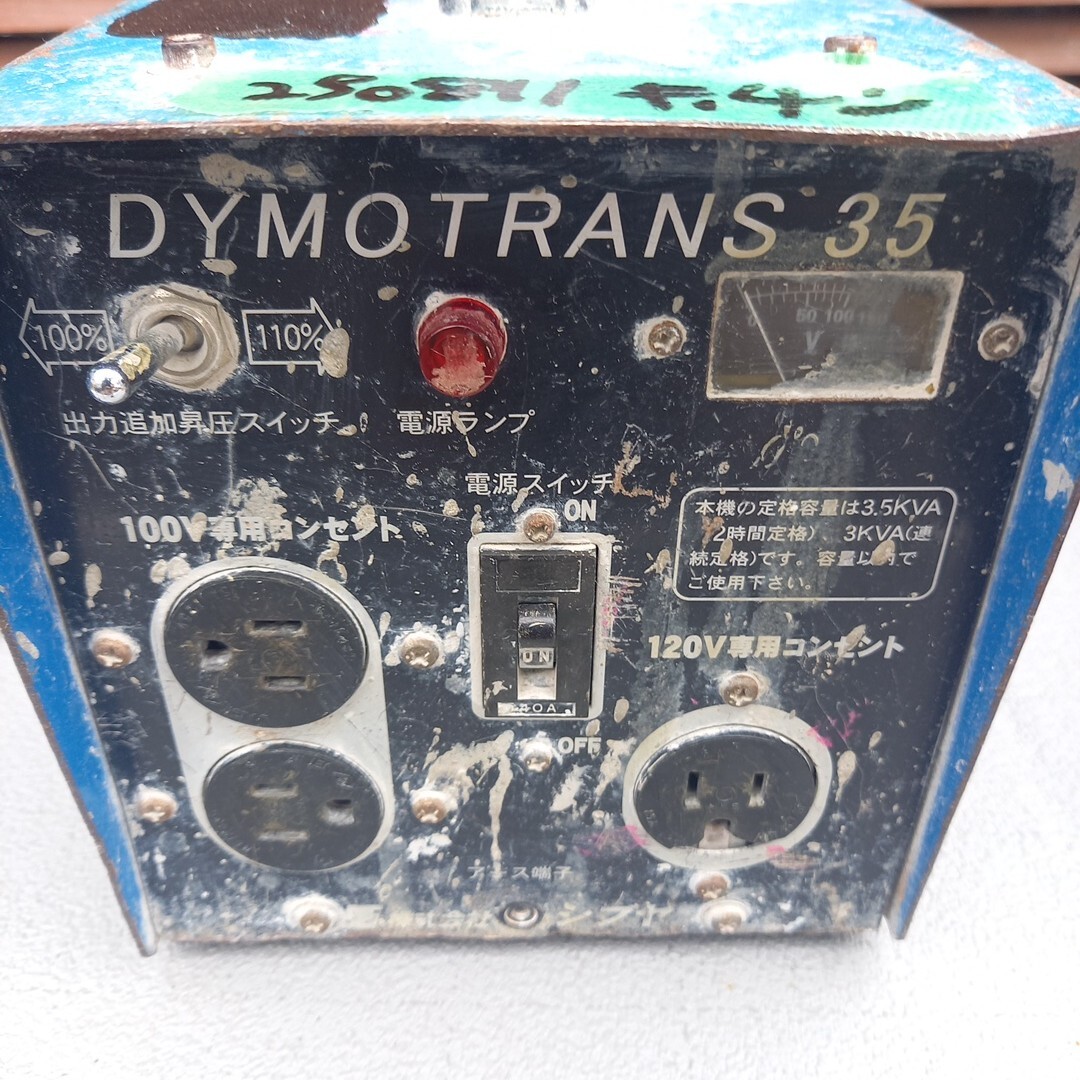 DYMOTRANS 35
100%
110%
50 100
V
出力追加昇圧スイッチ
電源ランプ
電源スイッチ
ON
本機の定格容量は3.5KVA
2時間定格) 3KVA(連
続定格)です。容量以内で
ご使用下さい。
100V専用コンセント
ON
OFF
120V専用コンセント
アース端子
シブヤ